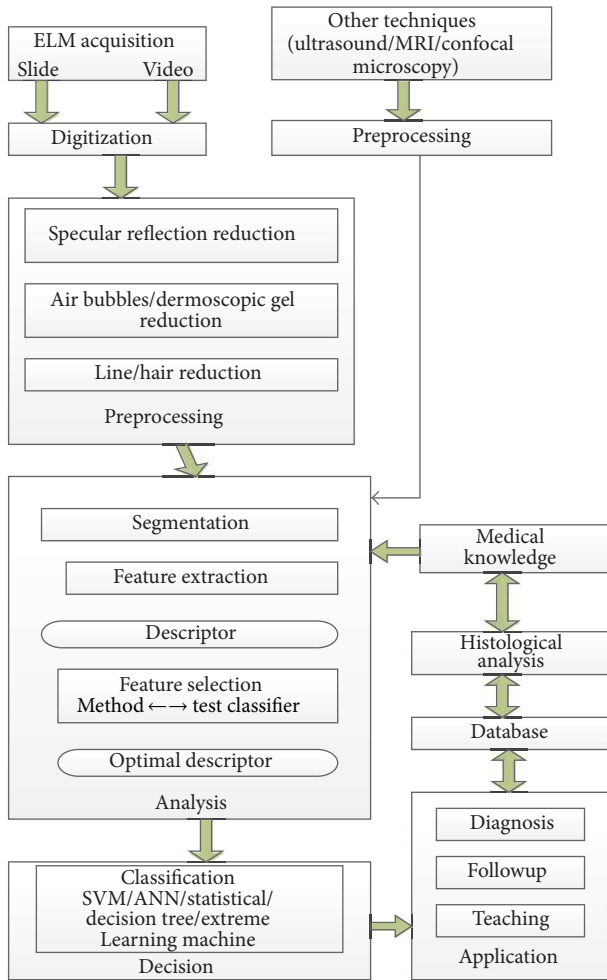 ELM acquisition
Slide Video
Digitization
Other techniques
(ultrasound/MRI/confocal
microscopy)
Preprocessing
Specular reflection reduction
Air bubbles/dermoscopic gel
reduction
Line/hair reduction
Preprocessing
Segmentation
Feature extraction
Descriptor
Feature selection
Method ←→ test classifier
Optimal descriptor
Analysis
Medical
knowledge
Histological
analysis
Database
Classification
SVM/ANN/statistical/
decision tree/extreme
Learning machine
Decision
Diagnosis
Followup
Teaching
Application